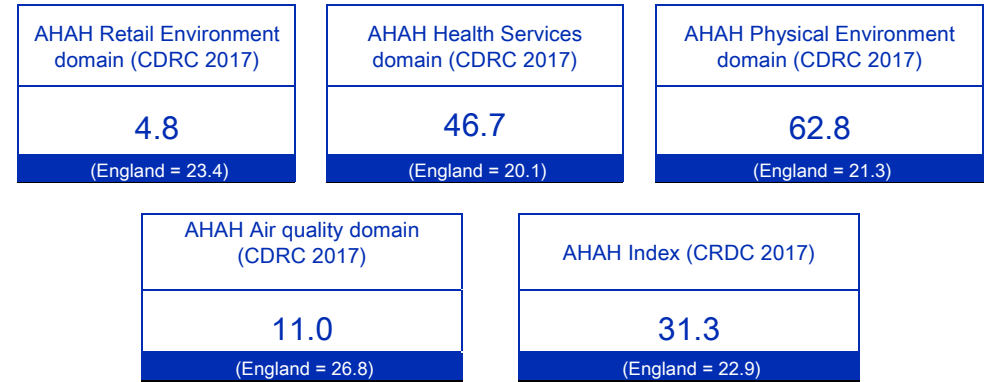 AHAH Retail Environment
domain (CDRC 2017)
4.8
(England = 23.4)
AHAH Health Services
domain (CDRC 2017)
46.7
(England = 20.1)
AHAH Physical Environment
domain (CDRC 2017)
62.8
(England = 21.3)
AHAH Air quality domain
(CDRC 2017)
11.0
(England = 26.8)
AHAH Index (CRDC 2017)
31.3
(England = 22.9)